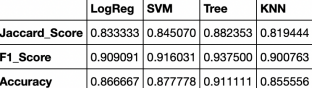 LogReg SVM Tree KNN
Jaccard_Score 0.833333 0.845070 0.882353 0.819444
F1_Score 0.909091 0.916031 0.937500 0.900763
Accuracy 0.866667 0.877778 0.911111 0.855556